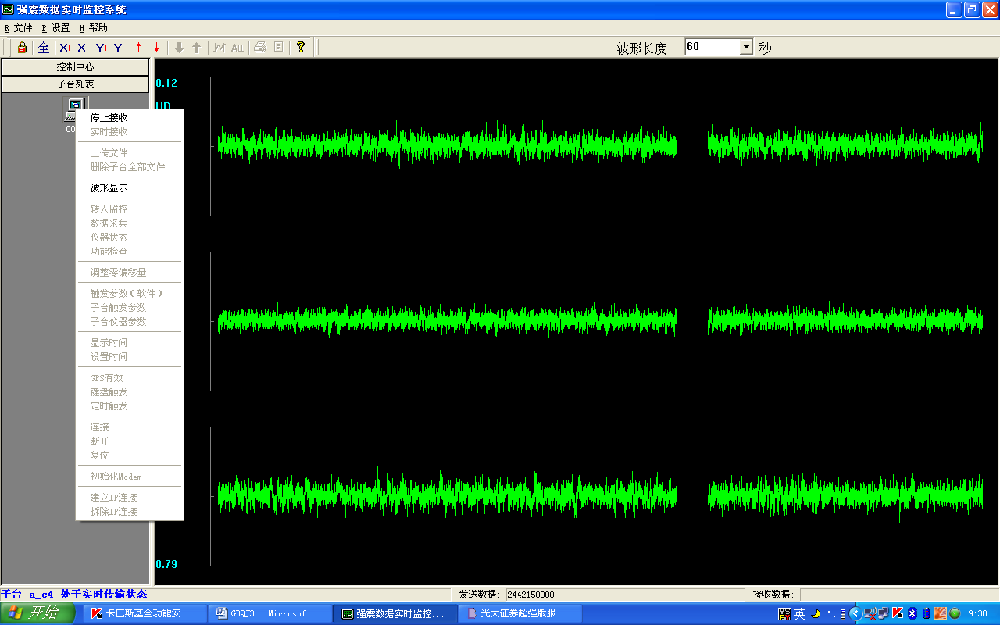 强震数据实时监控系统
R 文件 P 设置 H 帮助
全 X+ X- Y+ Y- ALL ? 波形长度 60 秒
控制中心
子台列表
0.12
UD
CO
停止接收
实时接收
上传文件
删除子台全部文件
波形显示
转入监控
数据采集
仪器状态
功能检查
调整零偏移量
触发参数(软件)
子台触发参数
子台仪器参数
显示时间
设置时间
GPS有效
键盘触发
定时触发
连接
断开
复位
初始化Modem
建立IP连接
拆除IP连接
0.79
子台 a_c4 处于实时传输状态 发送数据: 2442150000 接收数据:
开始 卡巴斯基全功能安... GDQJ3 - Microsof... 强震数据实时监控... 光大证券超强版服... 英 9:30